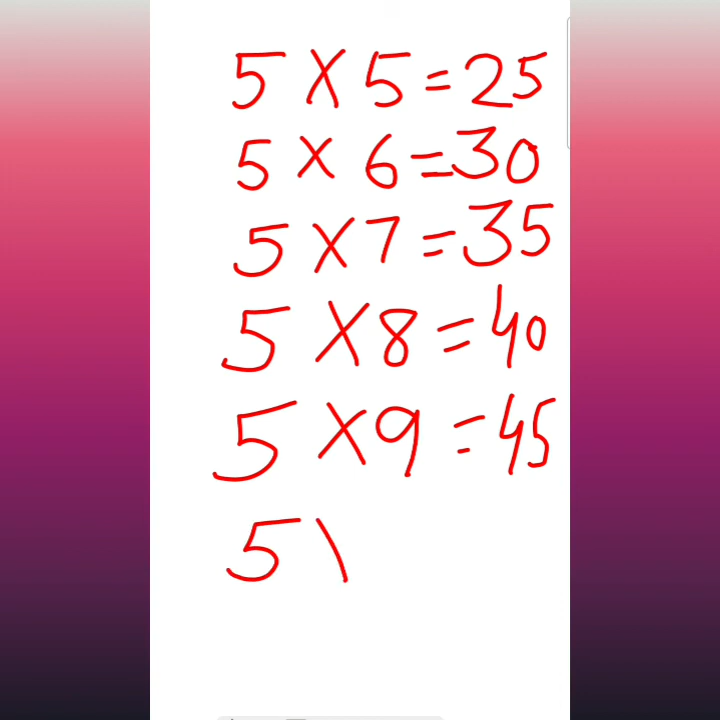 5 × 5 = 25
5 × 6 = 30
5 × 7 = 35
5 × 8 = 40
5 × 9 = 45
5 \